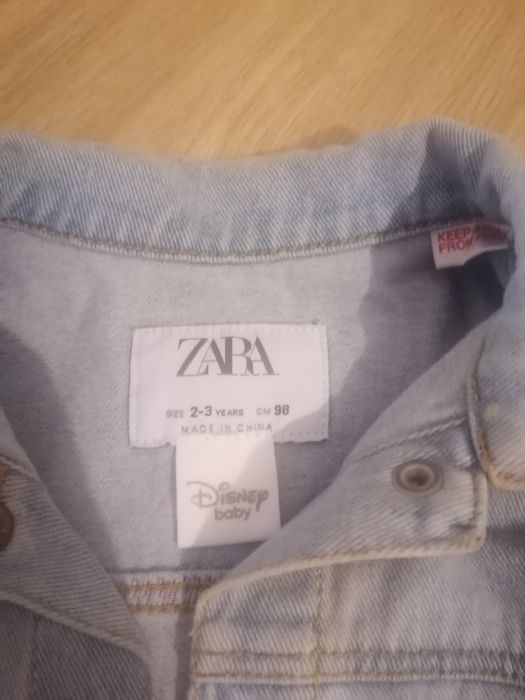 KEEP
FROM
ZARA
SIZE 2-3 YEARS CM 98
MADE IN CHINA
Disney
baby